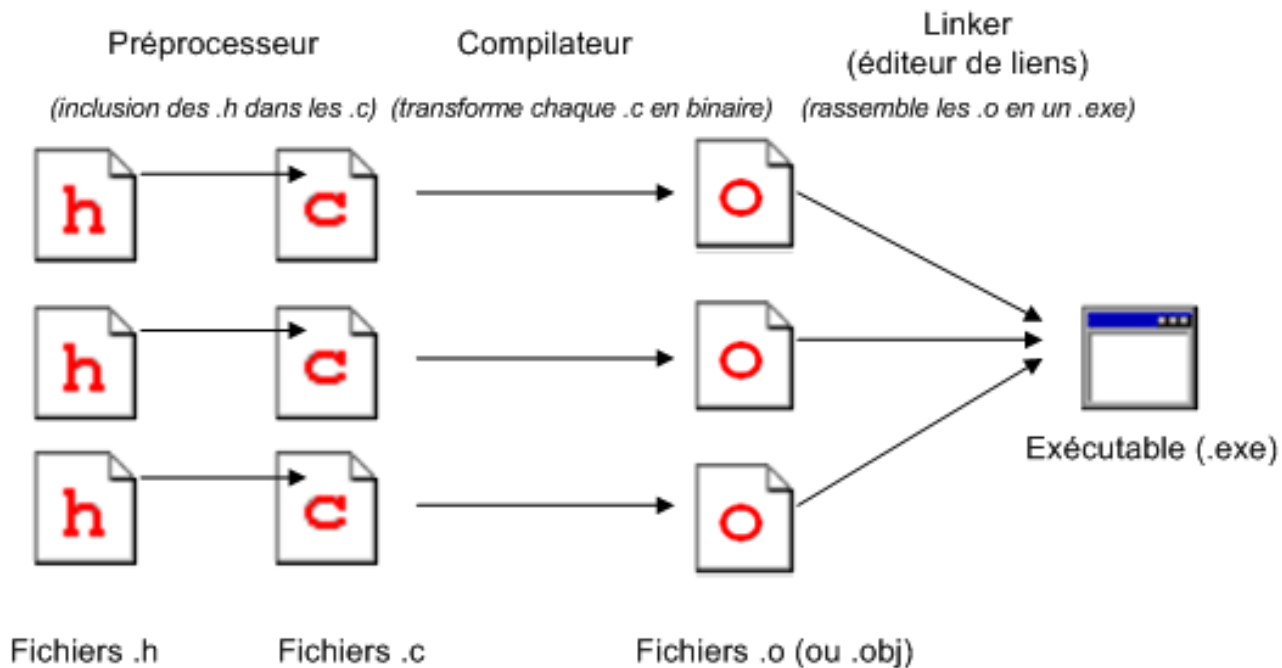 Préprocesseur
Compilateur
Linker
(éditeur de liens)
(inclusion des .h dans les .c)
(transforme chaque .c en binaire)
(rassemble les .o en un .exe)
h
c
o
h
c
o
h
c
o
Exécutable (.exe)
Fichiers .h
Fichiers .c
Fichiers .o (ou .obj)